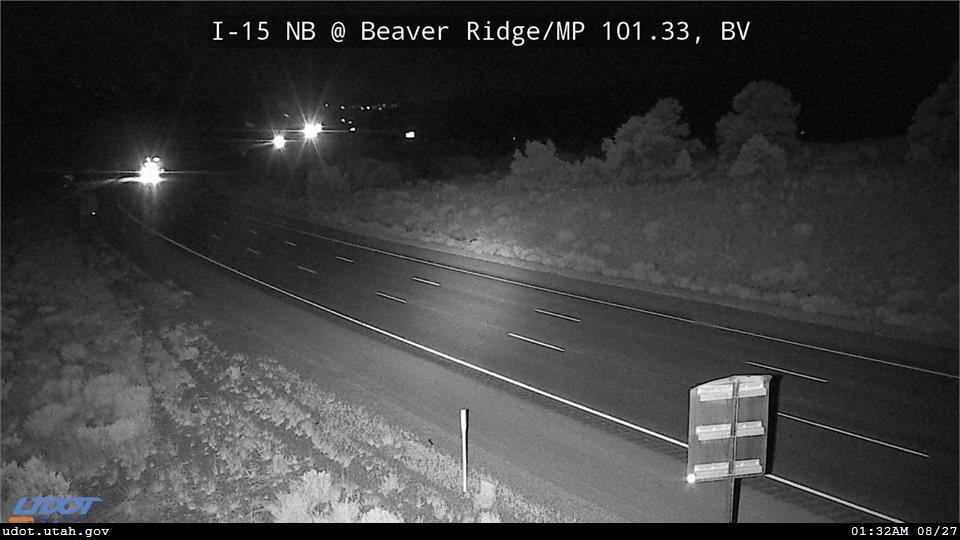 I-15 NB @ Beaver Ridge/MP 101.33, BV
UDOT
udot.utah.gov 01:32AM 08/27